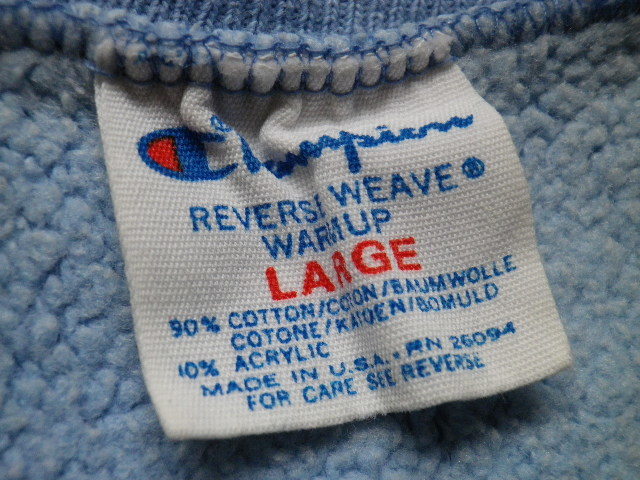 Champion
REVERSE WEAVE®
WARMUP
LARGE
90% COTTON/COTON/BAUMWOLLE
COTONE/KATOEN/BOMULD
10% ACRYLIC
MADE IN U.S.A. - RN 26094
FOR CARE SEE REVERSE